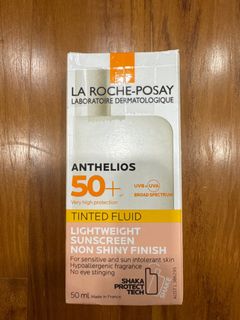 LA ROCHE-POSAY
LABORATOIRE DERMATOLOGIQUE
ANTHELIOS
50+
Very high protection
UVB + UVA
BROAD SPECTRUM
TINTED FLUID
LIGHTWEIGHT
SUNSCREEN
NON SHINY FINISH
For sensitive and sun intolerant skin
Hypoallergenic fragrance
No eye stinging
SHAKA
PROTECT
TECH
SHAKE
50 mL Made in France